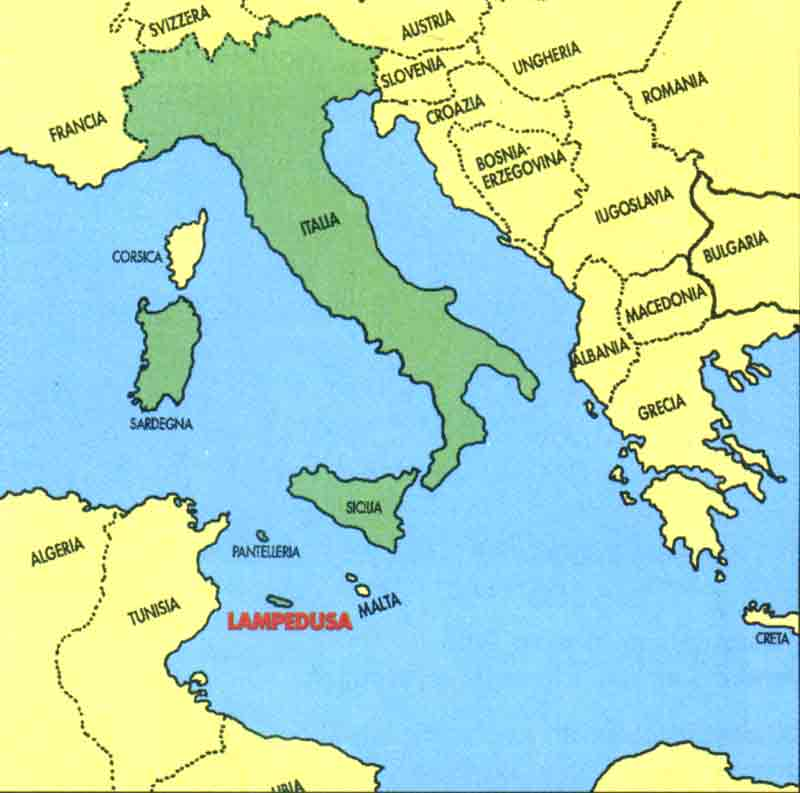 SVIZZERA
AUSTRIA
SLOVENIA
UNGHERIA
ROMANIA
FRANCIA
CROAZIA
BOSNIA-
ERZEGOVINA
ITALIA
IUGOSLAVIA
BULGARIA
CORSICA
MACEDONIA
ALBANIA
GRECIA
SARDEGNA
SICILIA
ALGERIA
PANTELLERIA
TUNISIA
LAMPEDUSA
MALTA
CRETA
LIBIA